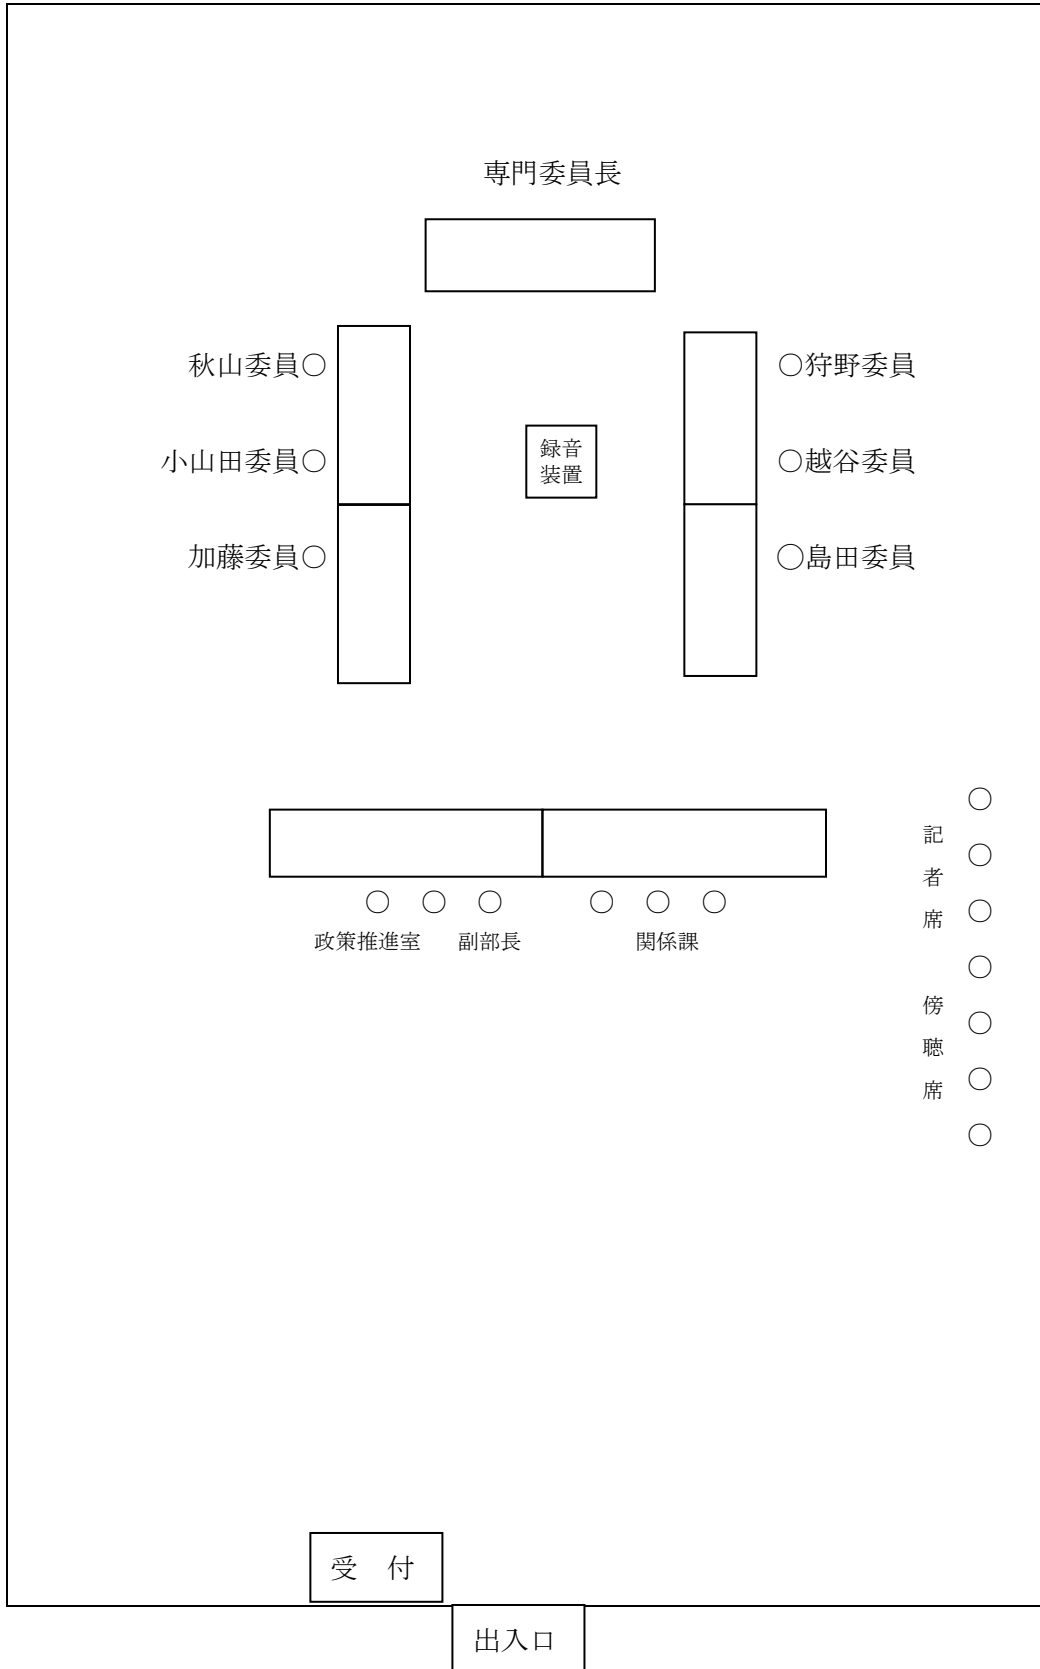 専門委員長
秋山委員○
○狩野委員
録音
装置
小山田委員○
○越谷委員
加藤委員○
○島田委員
記者席
傍聴席
政策推進室
副部長
関係課
受　付
出入口